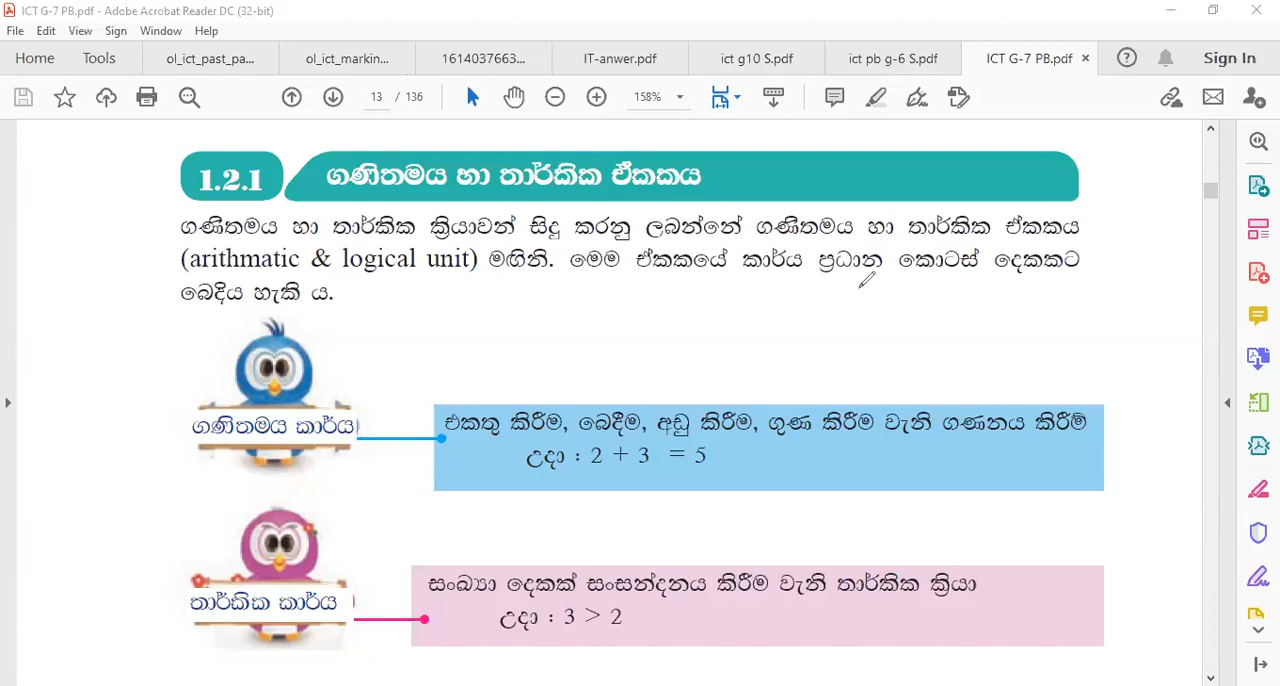 ICT G-7 PB.pdf - Adobe Acrobat Reader DC (32-bit)
File Edit View Sign Window Help
Home Tools ol_ict_past_pa... ol_ict_markin... 1614037663... IT-anwer.pdf ict g10 S.pdf ict pb g-6 S.pdf ICT G-7 PB.pdf × Sign In
13 / 136 158%
1.2.1 ගණිතමය හා තාර්කික ඒකකය
ගණිතමය හා තාර්කික ක්‍රියාවන් සිදු කරනු ලබන්නේ ගණිතමය හා තාර්කික ඒකකය
(arithmatic & logical unit) මඟිනි. මෙම ඒකකයේ කාර්ය ප්‍රධාන කොටස් දෙකකට
බෙදිය හැකි ය.
ගණිතමය කාර්ය
එකතු කිරීම, බෙදීම, අඩු කිරීම, ගුණ කිරීම වැනි ගණනය කිරීම්
උදා : 2 + 3 = 5
තාර්කික කාර්ය
සංඛ්‍යා දෙකක් සංසන්දනය කිරීම වැනි තාර්කික ක්‍රියා
උදා : 3 > 2